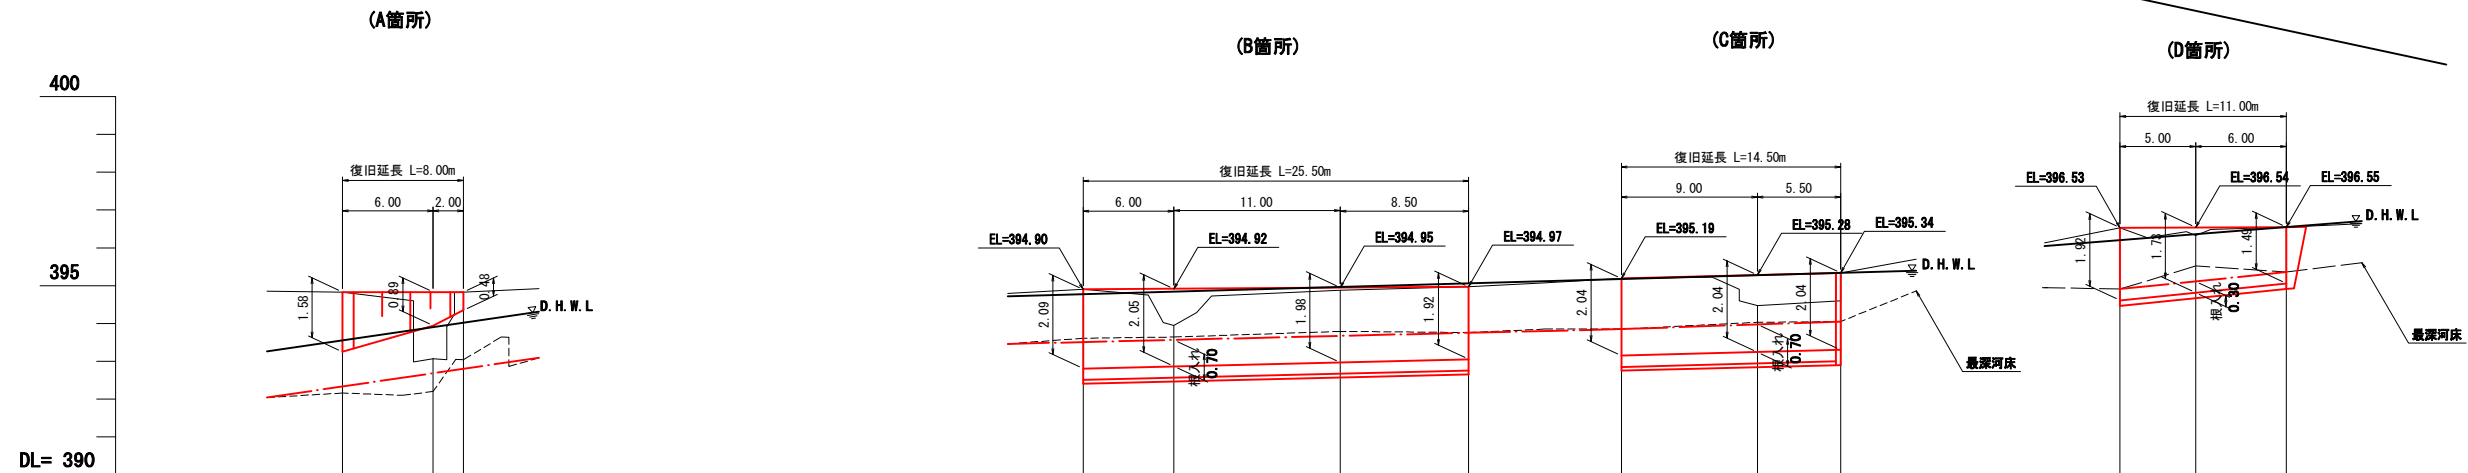 (A箇所)
(B箇所)
(C箇所)
(D箇所)
400
395
DL= 390
復旧延長 L=8.00m
6.00
2.00
1.58
0.89
0.48
D.H.W.L
復旧延長 L=25.50m
6.00
11.00
8.50
EL=394.90
EL=394.92
EL=394.95
EL=394.97
2.09
2.05
1.98
1.92
根入れ
0.70
復旧延長 L=14.50m
9.00
5.50
EL=395.19
EL=395.28
EL=395.34
2.04
2.04
2.04
根入れ
0.70
D.H.W.L
最深河床
復旧延長 L=11.00m
5.00
6.00
EL=396.53
EL=396.54
EL=396.55
1.92
1.73
1.49
根入れ
0.30
D.H.W.L
最深河床